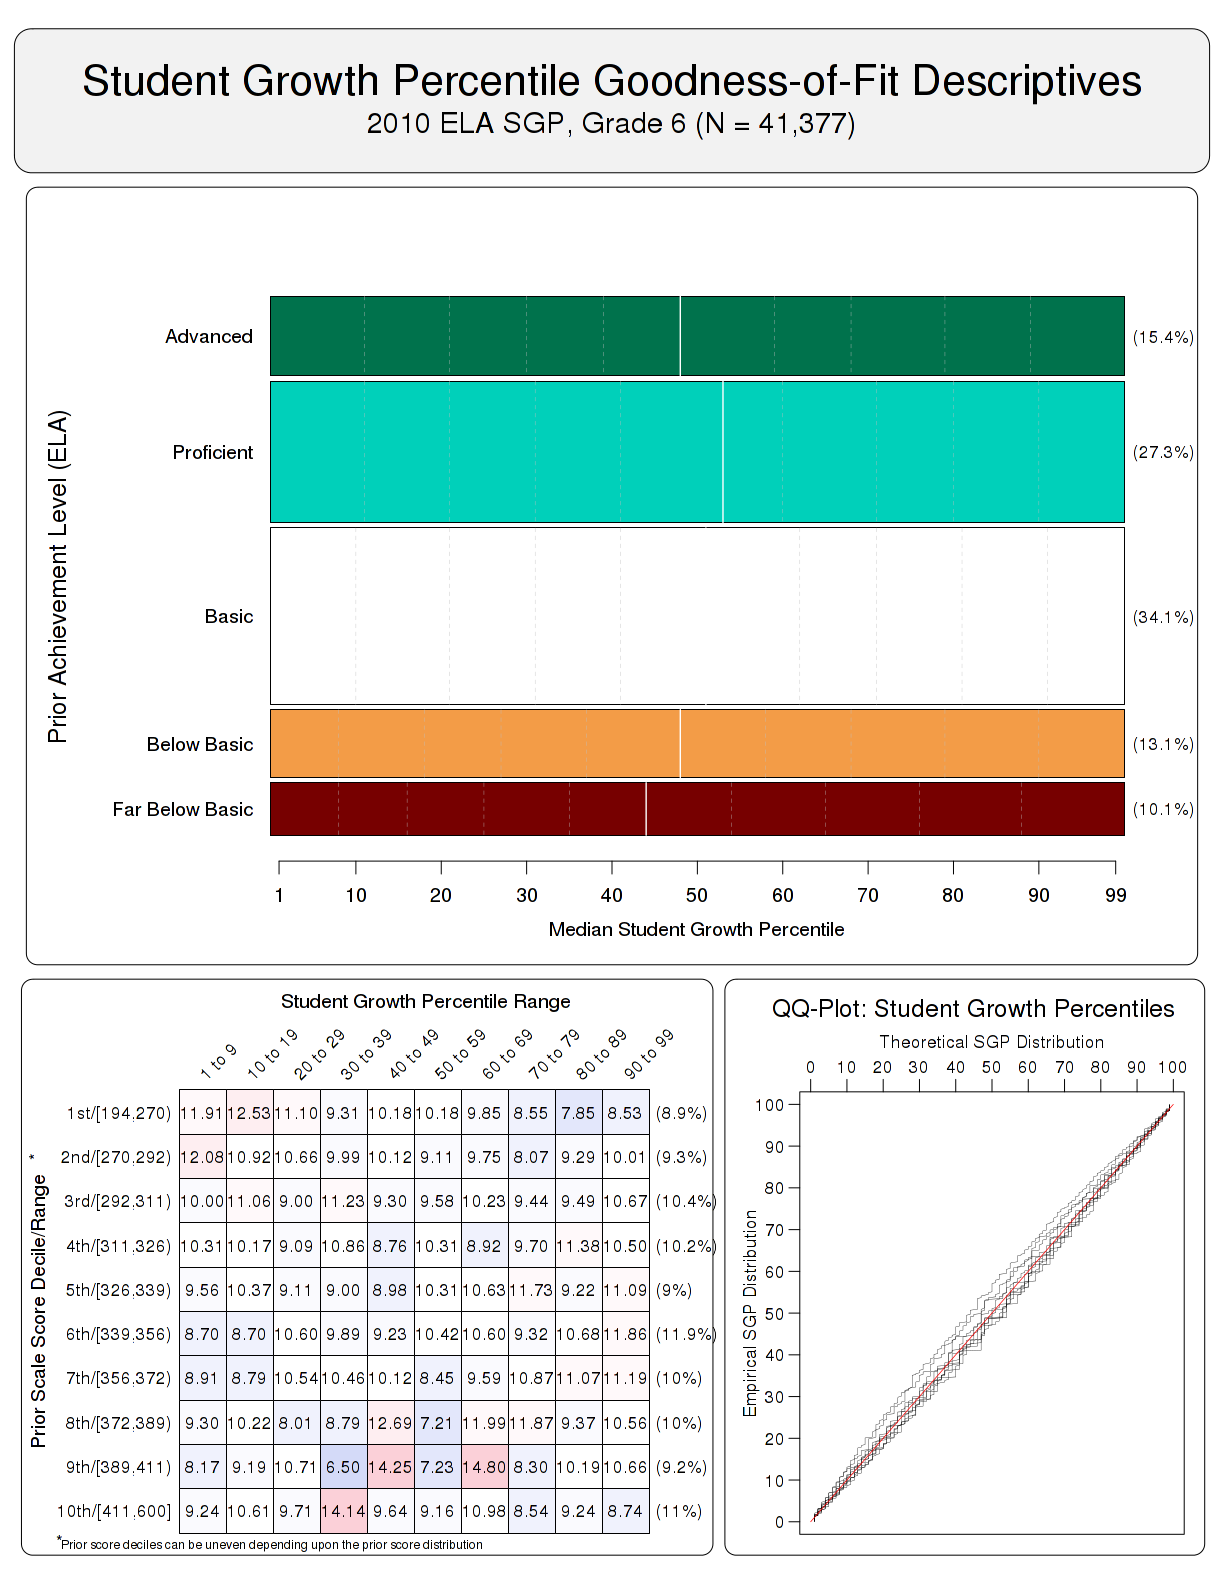 Student Growth Percentile Goodness-of-Fit Descriptives
2010 ELA SGP, Grade 6 (N = 41,377)
Prior Achievement Level (ELA)
Advanced (15.4%)
Proficient (27.3%)
Basic (34.1%)
Below Basic (13.1%)
Far Below Basic (10.1%)
1 10 20 30 40 50 60 70 80 90 99
Median Student Growth Percentile
Student Growth Percentile Range
1 to 9 10 to 19 20 to 29 30 to 39 40 to 49 50 to 59 60 to 69 70 to 79 80 to 89 90 to 99
Prior Scale Score Decile/Range *
1st/[194,270) 11.91 12.53 11.10 9.31 10.18 10.18 9.85 8.55 7.85 8.53 (8.9%)
2nd/[270,292) 12.08 10.92 10.66 9.99 10.12 9.11 9.75 8.07 9.29 10.01 (9.3%)
3rd/[292,311) 10.00 11.06 9.00 11.23 9.30 9.58 10.23 9.44 9.49 10.67 (10.4%)
4th/[311,326) 10.31 10.17 9.09 10.86 8.76 10.31 8.92 9.70 11.38 10.50 (10.2%)
5th/[326,339) 9.56 10.37 9.11 9.00 8.98 10.31 10.63 11.73 9.22 11.09 (9%)
6th/[339,356) 8.70 8.70 10.60 9.89 9.23 10.42 10.60 9.32 10.68 11.86 (11.9%)
7th/[356,372) 8.91 8.79 10.54 10.46 10.12 8.45 9.59 10.87 11.07 11.19 (10%)
8th/[372,389) 9.30 10.22 8.01 8.79 12.69 7.21 11.99 11.87 9.37 10.56 (10%)
9th/[389,411) 8.17 9.19 10.71 6.50 14.25 7.23 14.80 8.30 10.19 10.66 (9.2%)
10th/[411,600] 9.24 10.61 9.71 14.14 9.64 9.16 10.98 8.54 9.24 8.74 (11%)
*Prior score deciles can be uneven depending upon the prior score distribution
QQ-Plot: Student Growth Percentiles
Theoretical SGP Distribution
0 10 20 30 40 50 60 70 80 90 100
Empirical SGP Distribution
100
90
80
70
60
50
40
30
20
10
0